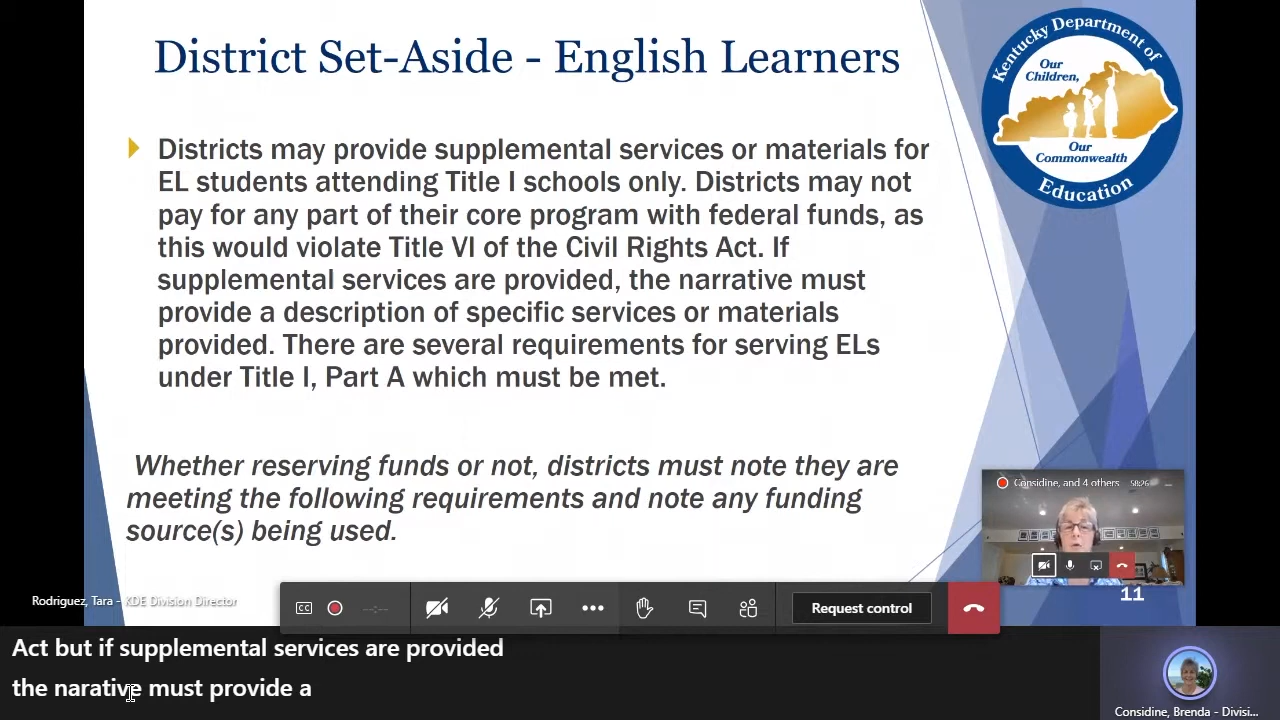 District Set-Aside - English Learners
Kentucky Department of
Our
Children,
Our
Commonwealth
Education
Districts may provide supplemental services or materials for
EL students attending Title I schools only. Districts may not
pay for any part of their core program with federal funds, as
this would violate Title VI of the Civil Rights Act. If
supplemental services are provided, the narrative must
provide a description of specific services or materials
provided. There are several requirements for serving ELs
under Title I, Part A which must be met.
Whether reserving funds or not, districts must note they are
meeting the following requirements and note any funding
source(s) being used.
Considine, and 4 others 58:26
11
Rodriguez, Tara - KDE Division Director
CC
--:--
Request control
Act but if supplemental services are provided
the narative must provide a
Considine, Brenda - Divisi...